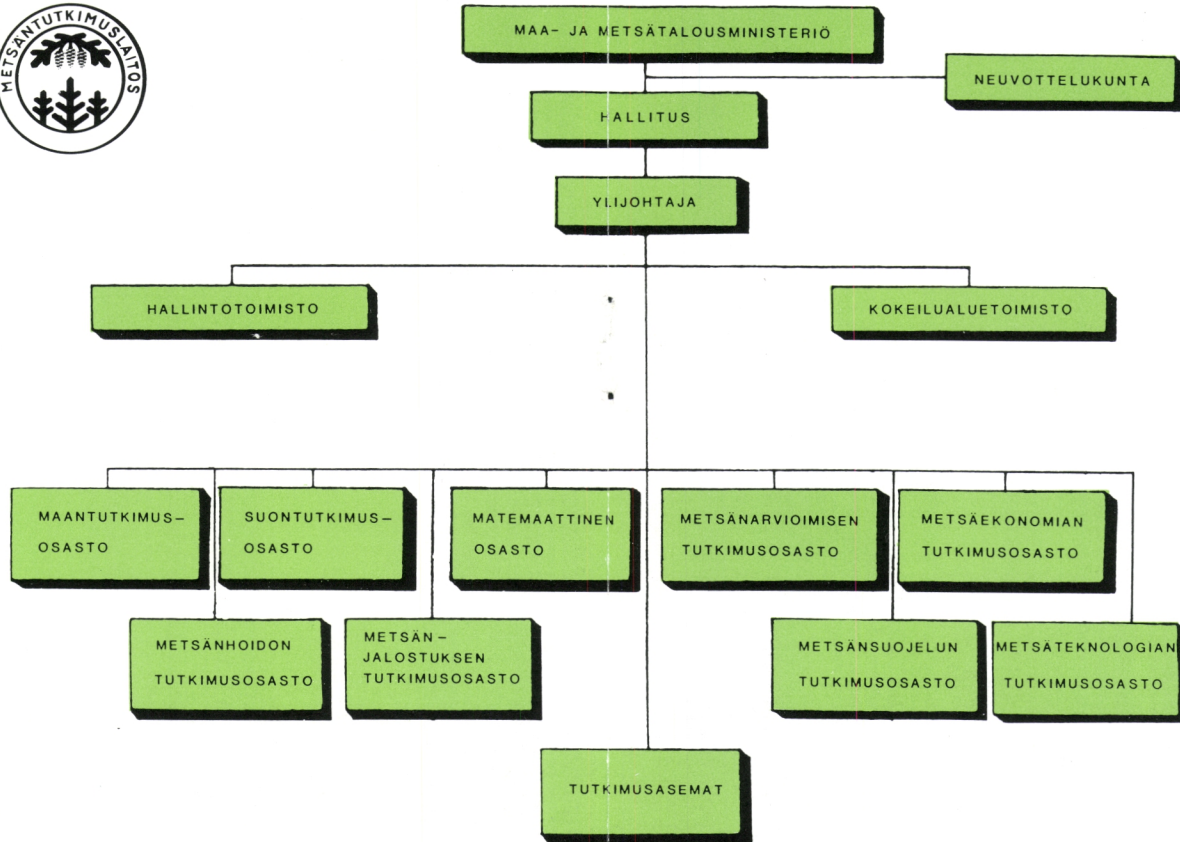 METSÄNTUTKIMUSLAITOS
MAA- JA METSÄTALOUSMINISTERIÖ
NEUVOTTELUKUNTA
HALLITUS
YLIJOHTAJA
HALLINTOTOIMISTO
KOKEILUALUETOIMISTO
MAANTUTKIMUS-
OSASTO
SUONTUTKIMUS-
OSASTO
MATEMAATTINEN
OSASTO
METSÄNARVIOIMISEN
TUTKIMUSOSASTO
METSÄEKONOMIAN
TUTKIMUSOSASTO
METSÄNHOIDON
TUTKIMUSOSASTO
METSÄN-
JALOSTUKSEN
TUTKIMUSOSASTO
METSÄNSUOJELUN
TUTKIMUSOSASTO
METSÄTEKNOLOGIAN
TUTKIMUSOSASTO
TUTKIMUSASEMAT